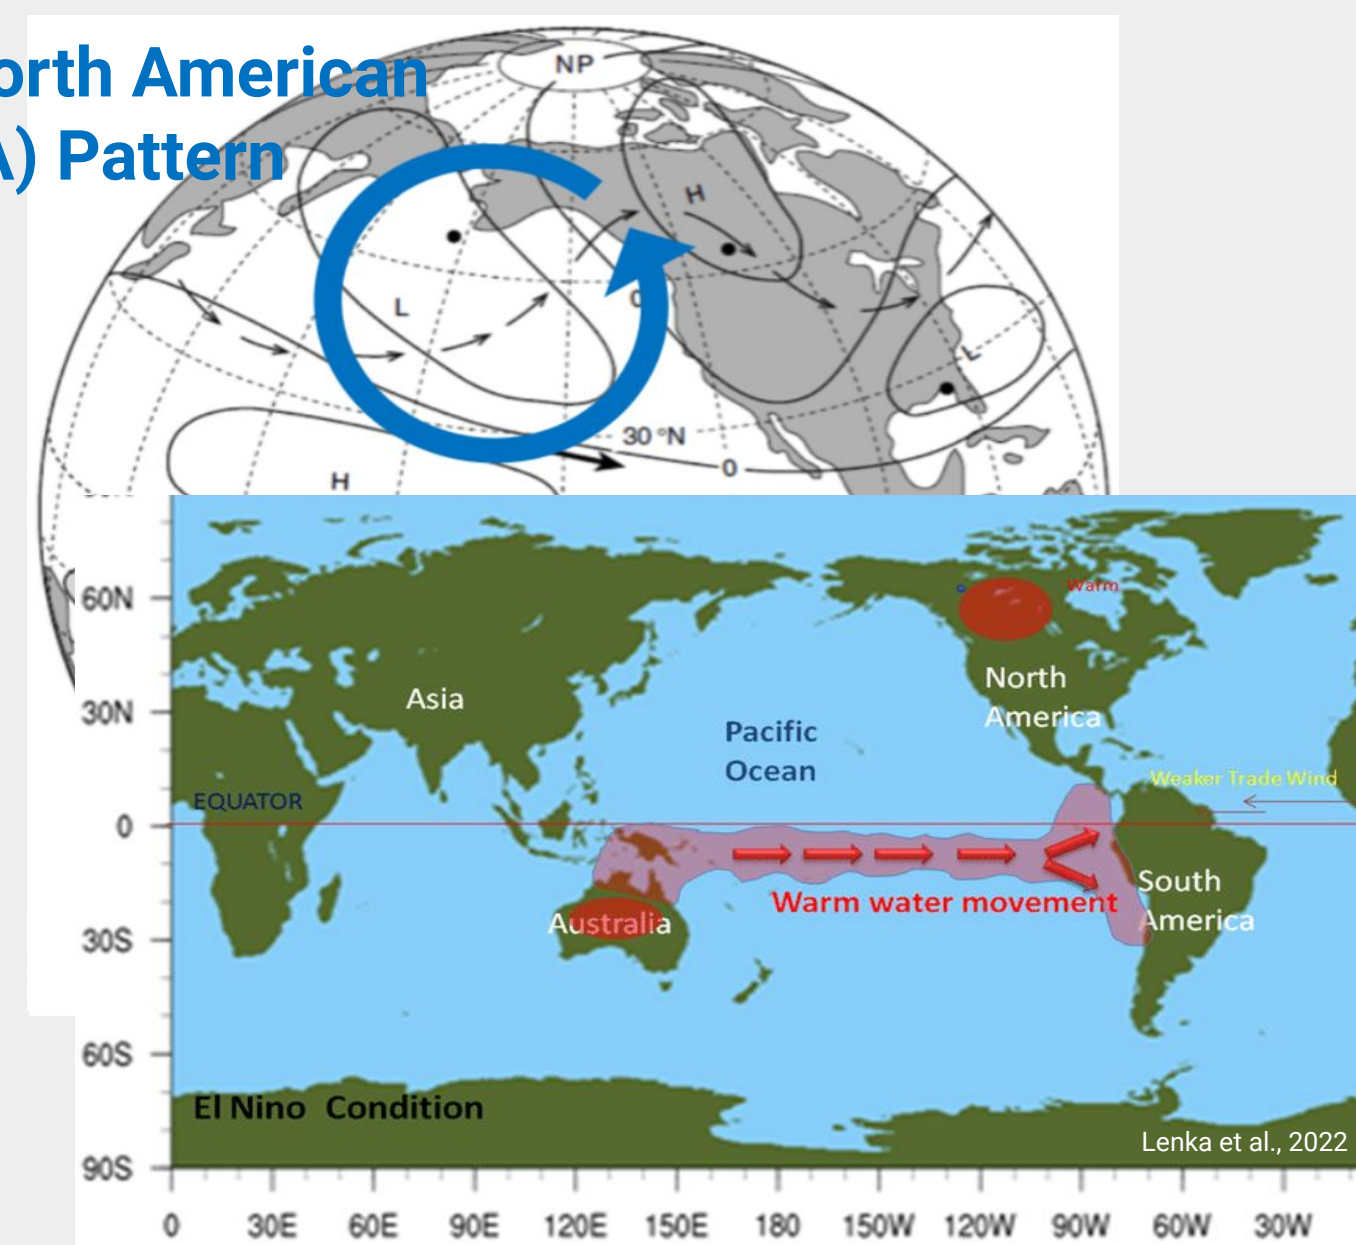 orth American
A) Pattern
NP
H
L
0
L
30 °N
0
H
60N
30N
0
30S
60S
90S
Asia
Pacific
Ocean
Warm
North
America
Weaker Trade Wind
EQUATOR
Warm water movement
South
America
Australia
El Nino Condition
Lenka et al., 2022
0 30E 60E 90E 120E 150E 180 150W 120W 90W 60W 30W